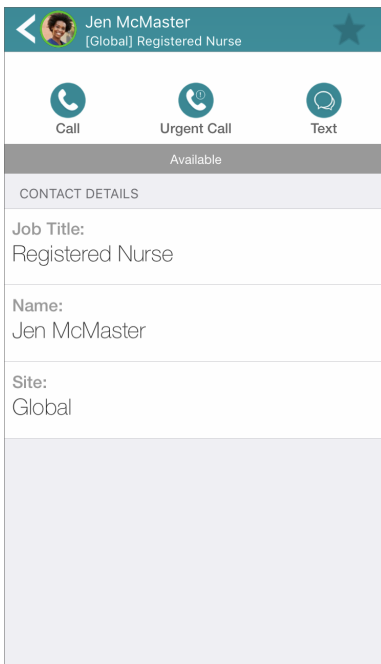 Jen McMaster
[Global] Registered Nurse
Call
Urgent Call
Text
Available
CONTACT DETAILS
Job Title:
Registered Nurse
Name:
Jen McMaster
Site:
Global